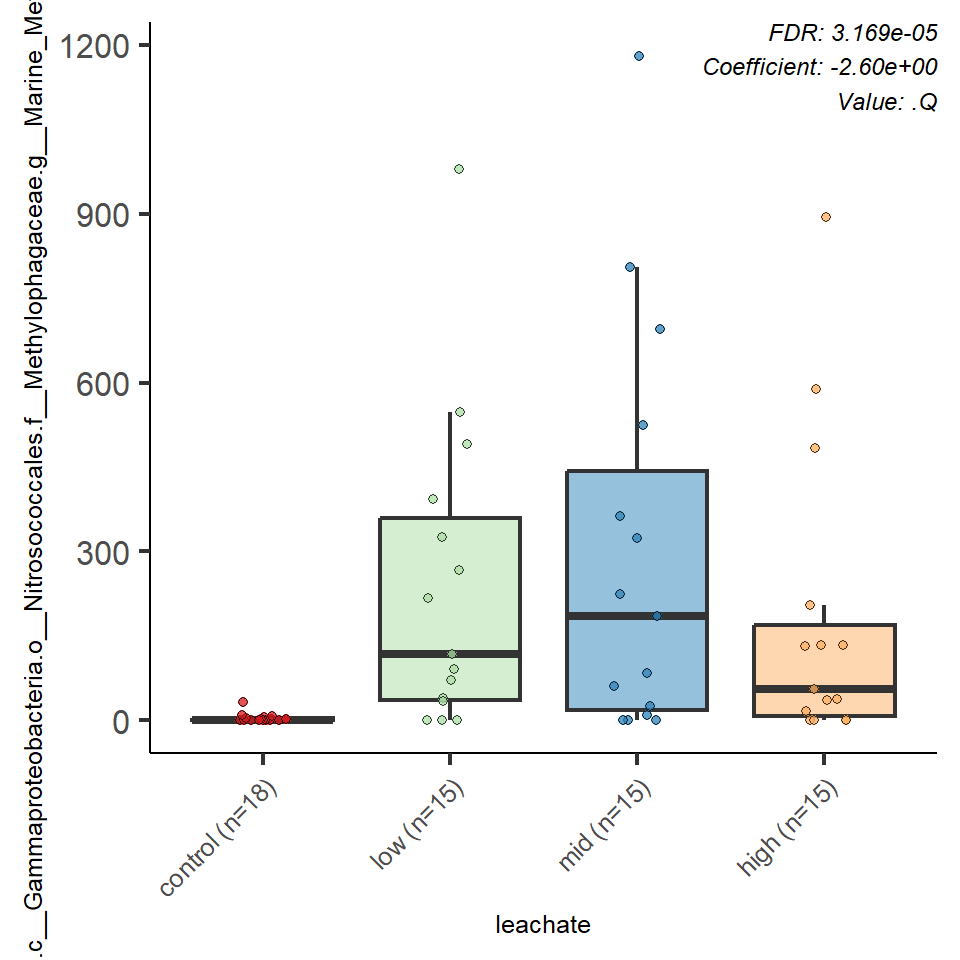 FDR: 3.169e-05
Coefficient: -2.60e+00
Value: .Q
.c__Gammaproteobacteria.o__Nitrosococcales.f__Methylophagaceae.g__Marine_Me
1200
900
600
300
0
control (n=18)
low (n=15)
mid (n=15)
high (n=15)
leachate